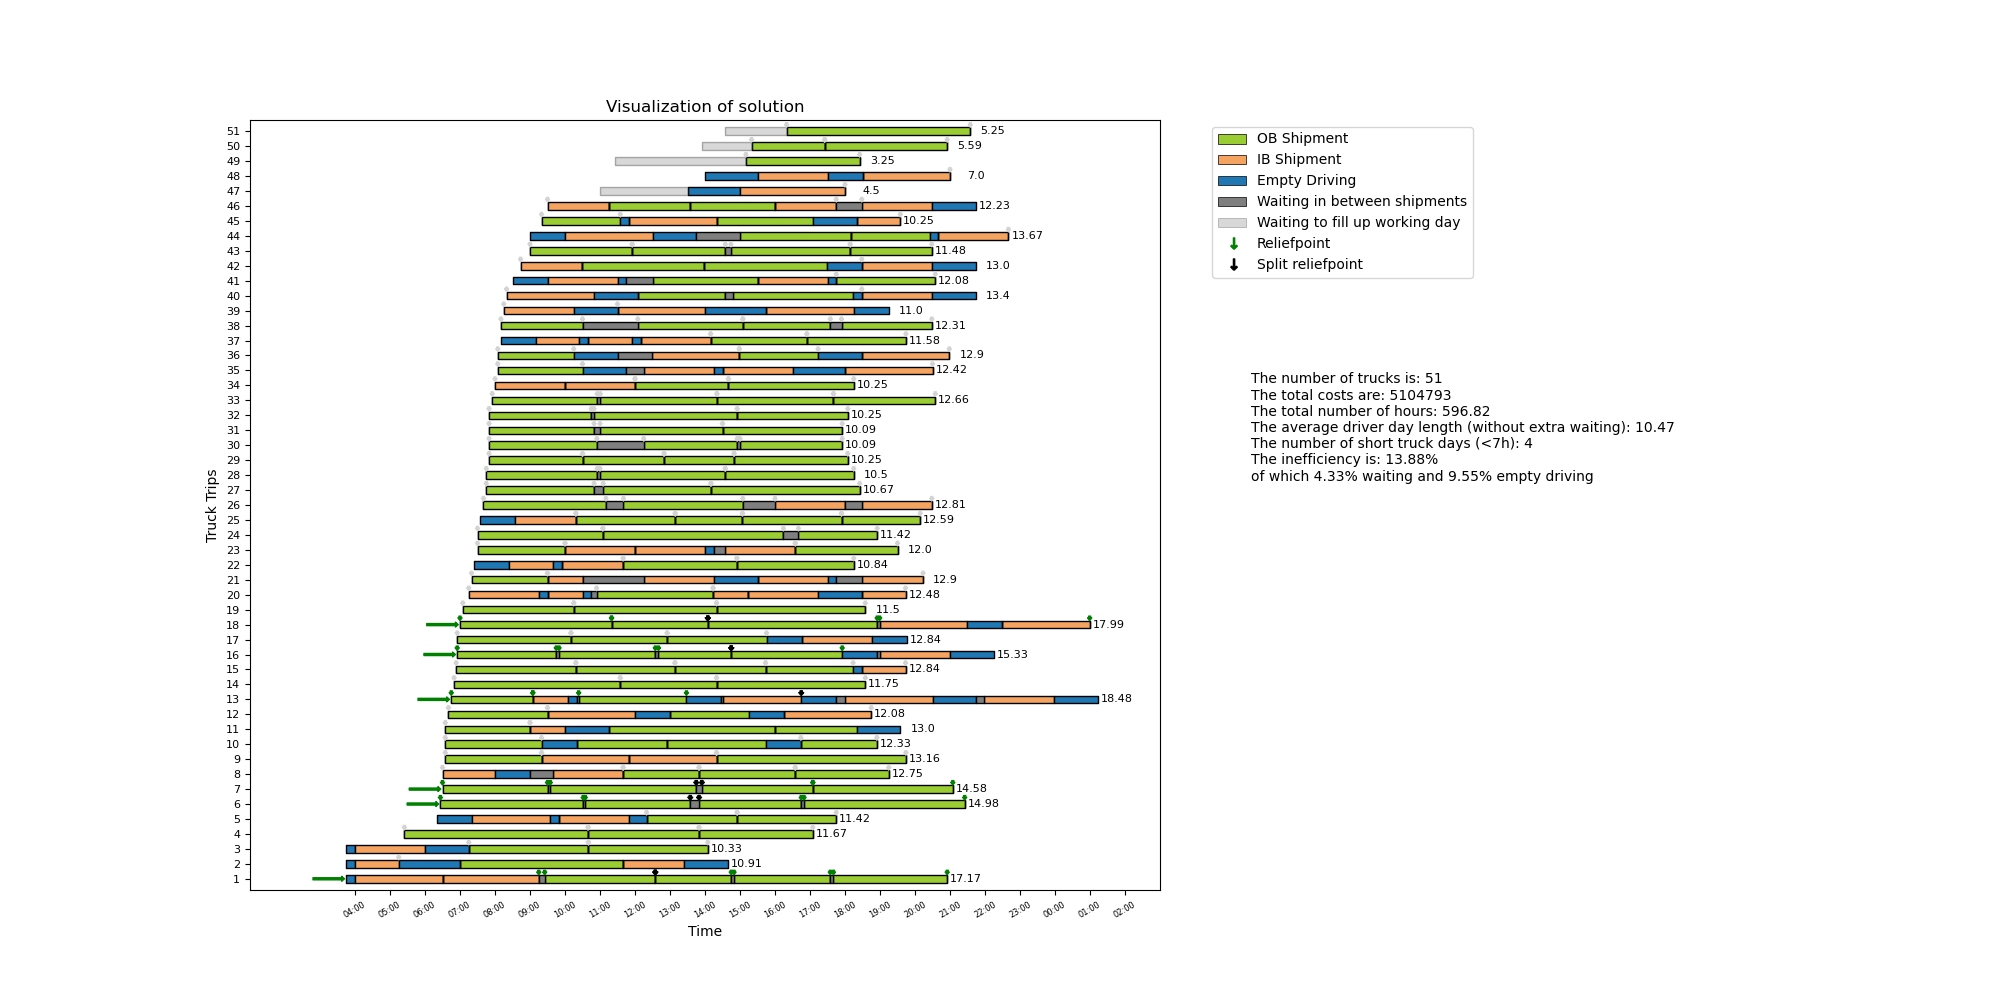 Visualization of solution
51 5.25
50 5.59
49 3.25
48 7.0
47 4.5
46 12.23
45 10.25
44 13.67
43 11.48
42 13.0
41 12.08
40 13.4
39 11.0
38 12.31
37 11.58
36 12.9
35 12.42
34 10.25
33 12.66
32 10.25
31 10.09
30 10.09
29 10.25
28 10.5
27 10.67
26 12.81
25 12.59
24 11.42
23 12.0
22 10.84
21 12.9
20 12.48
19 11.5
18 17.99
17 12.84
16 15.33
15 12.84
14 11.75
13 18.48
12 12.08
11 13.0
10 12.33
9 13.16
8 12.75
7 14.58
6 14.98
5 11.42
4 11.67
3 10.33
2 10.91
1 17.17
Truck Trips
04:00 05:00 06:00 07:00 08:00 09:00 10:00 11:00 12:00 13:00 14:00 15:00 16:00 17:00 18:00 19:00 20:00 21:00 22:00 23:00 00:00 01:00 02:00
Time
OB Shipment
IB Shipment
Empty Driving
Waiting in between shipments
Waiting to fill up working day
Reliefpoint
Split reliefpoint
The number of trucks is: 51
The total costs are: 5104793
The total number of hours: 596.82
The average driver day length (without extra waiting): 10.47
The number of short truck days (<7h): 4
The inefficiency is: 13.88%
of which 4.33% waiting and 9.55% empty driving